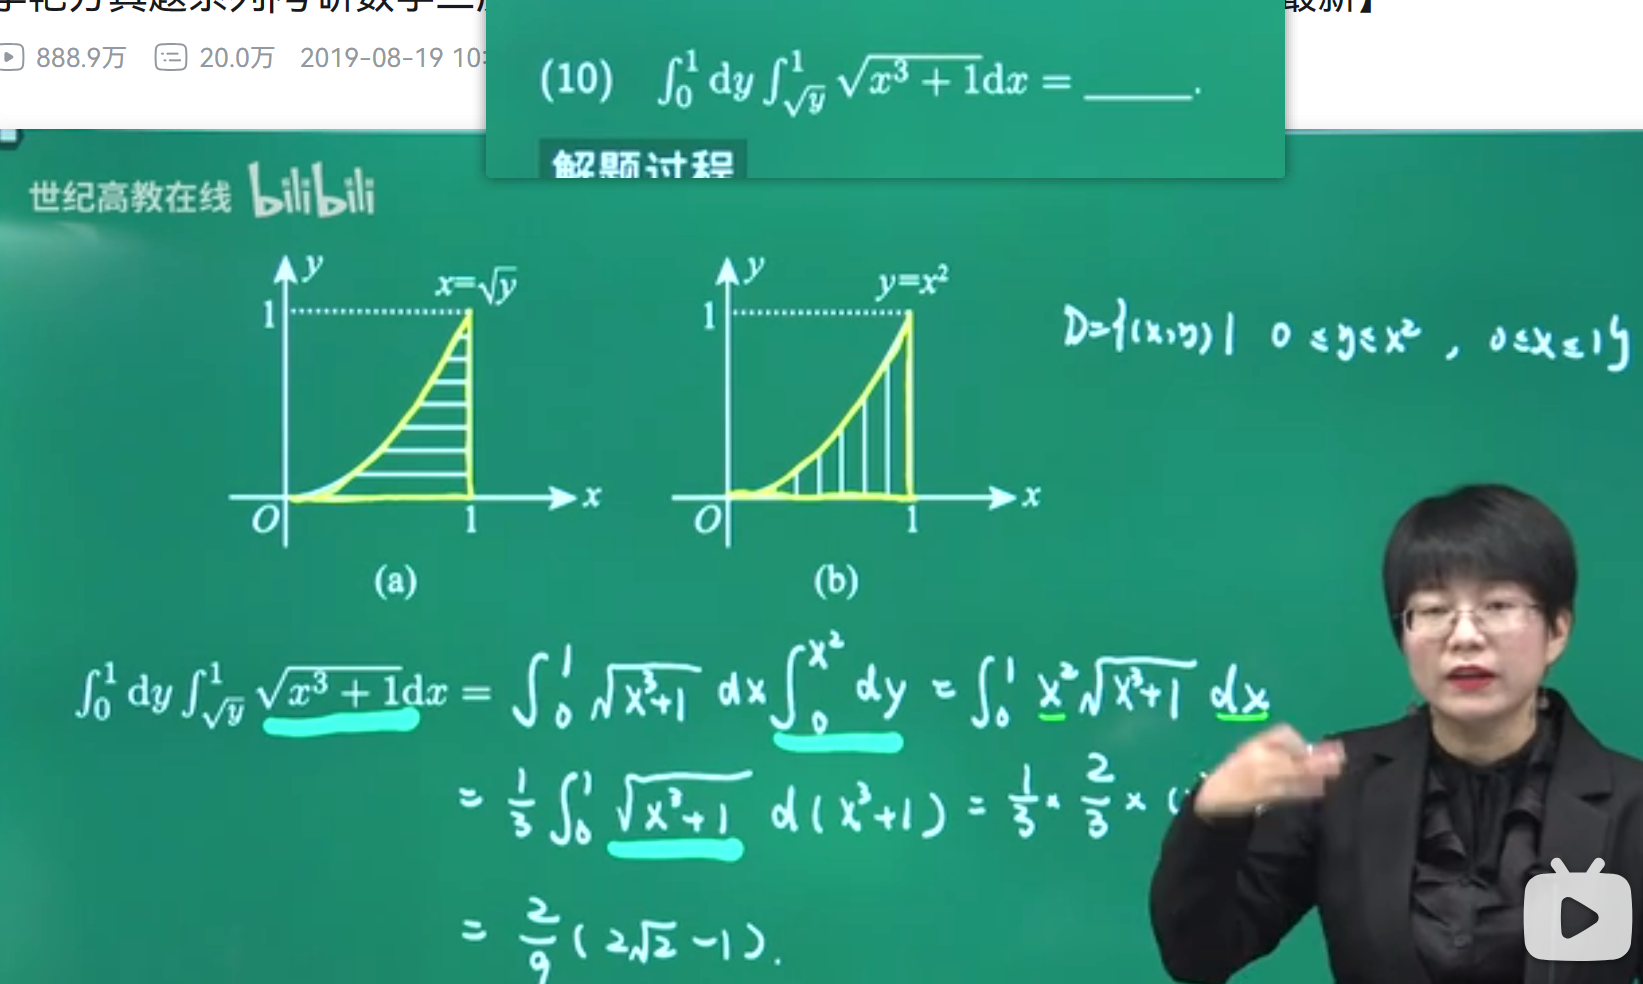 888.9万 20.0万 2019-08-19 10:
最新】
(10) ∫₀¹ dy ∫_{√y}^1 √(x³ + 1)dx = ______.
解题过程
世纪高教在线 bilibili
y x=√y
1
O 1 x
(a)
y y=x²
1
O 1 x
(b)
D={(x,y)| 0≤y≤x², 0≤x≤1}
∫₀¹ dy ∫_{√y}^1 √(x³ + 1)dx = ∫₀¹ √(x³+1) dx ∫₀^{x²} dy = ∫₀¹ x²√(x³+1) dx
= 1/3 ∫₀¹ √(x³+1) d(x³+1) = 1/3 × 2/3 × (
= 2/9 (2√2 - 1).